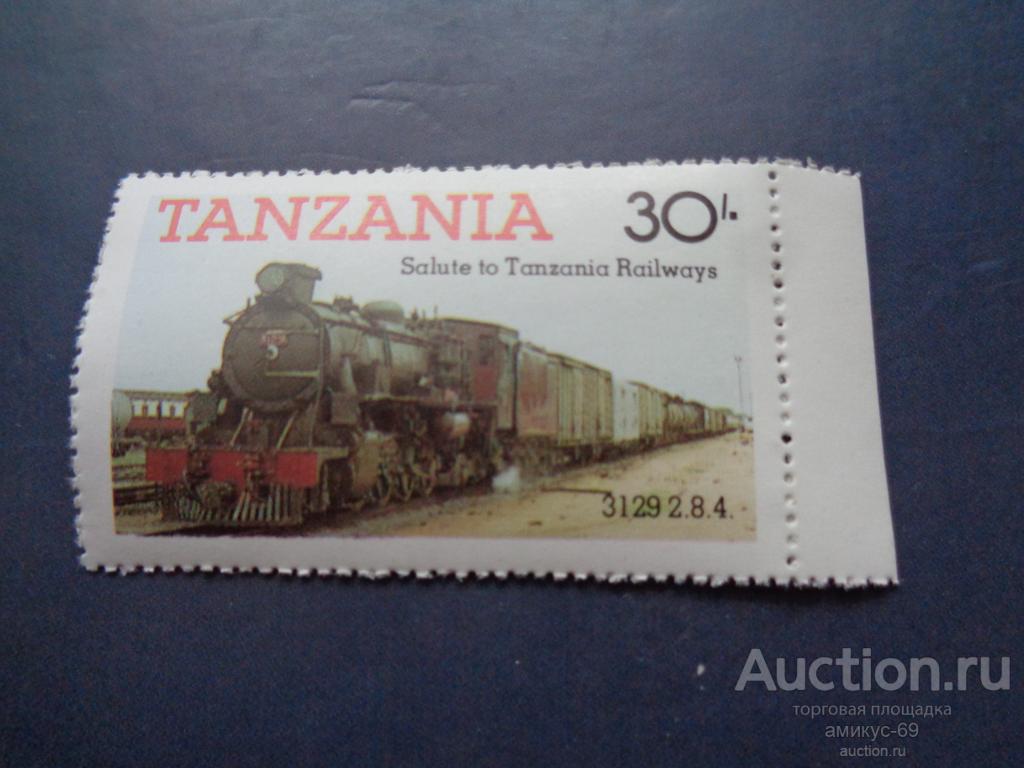 TANZANIA 30/-
Salute to Tanzania Railways
3129 2.8.4.
Auction.ru
торговая площадка
амикус-69
auction.ru